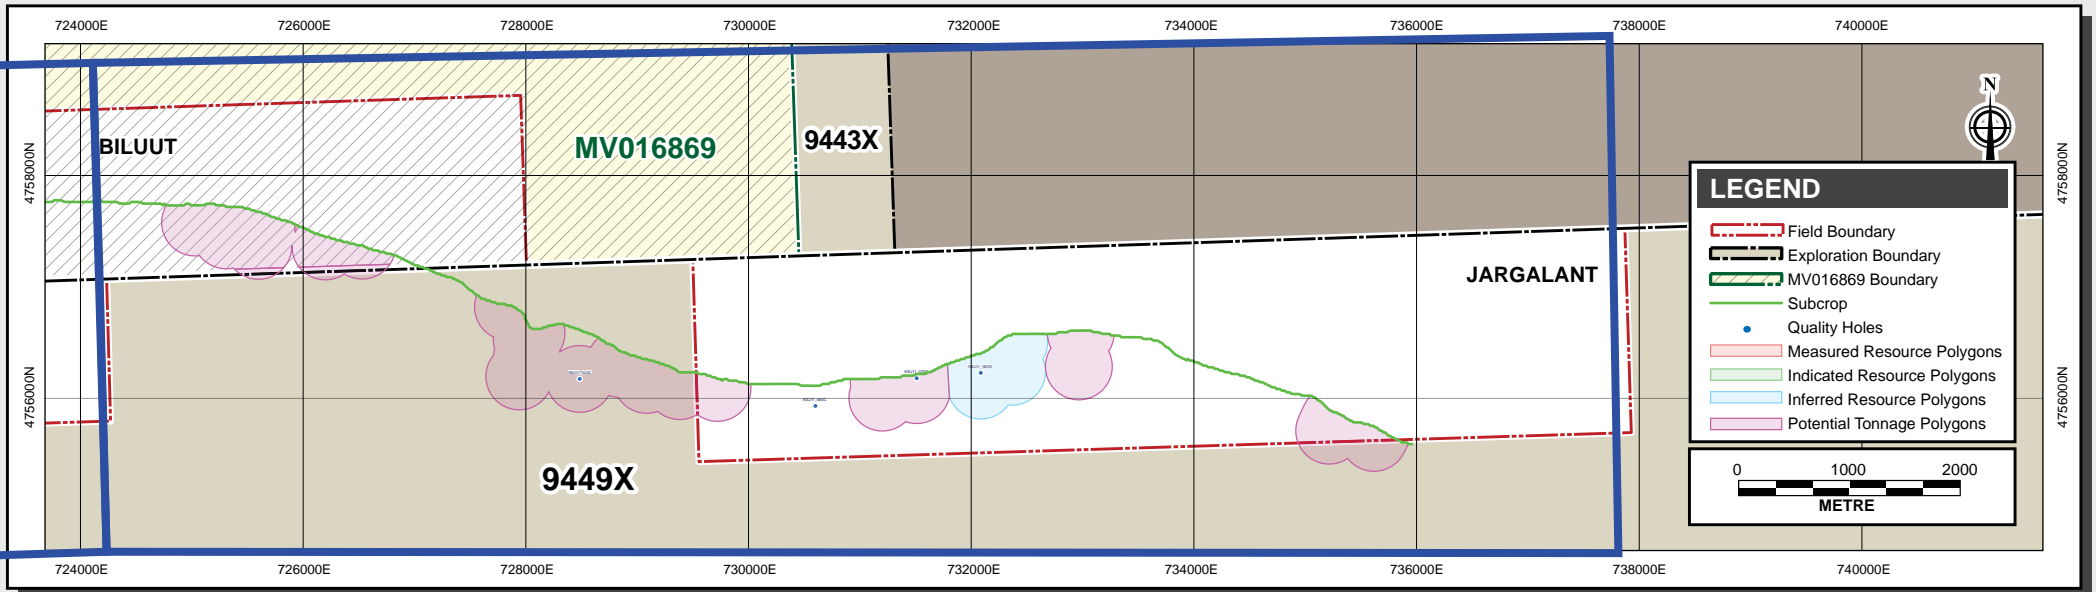 724000E 726000E 728000E 730000E 732000E 734000E 736000E 738000E 740000E
N
4758000N
4758000N
BILUUT
MV016869
9443X
JARGALANT
LEGEND
Field Boundary
Exploration Boundary
MV016869 Boundary
Subcrop
Quality Holes
Measured Resource Polygons
Indicated Resource Polygons
Inferred Resource Polygons
Potential Tonnage Polygons
4756000N
4756000N
9449X
0 1000 2000
METRE
724000E 726000E 728000E 730000E 732000E 734000E 736000E 738000E 740000E